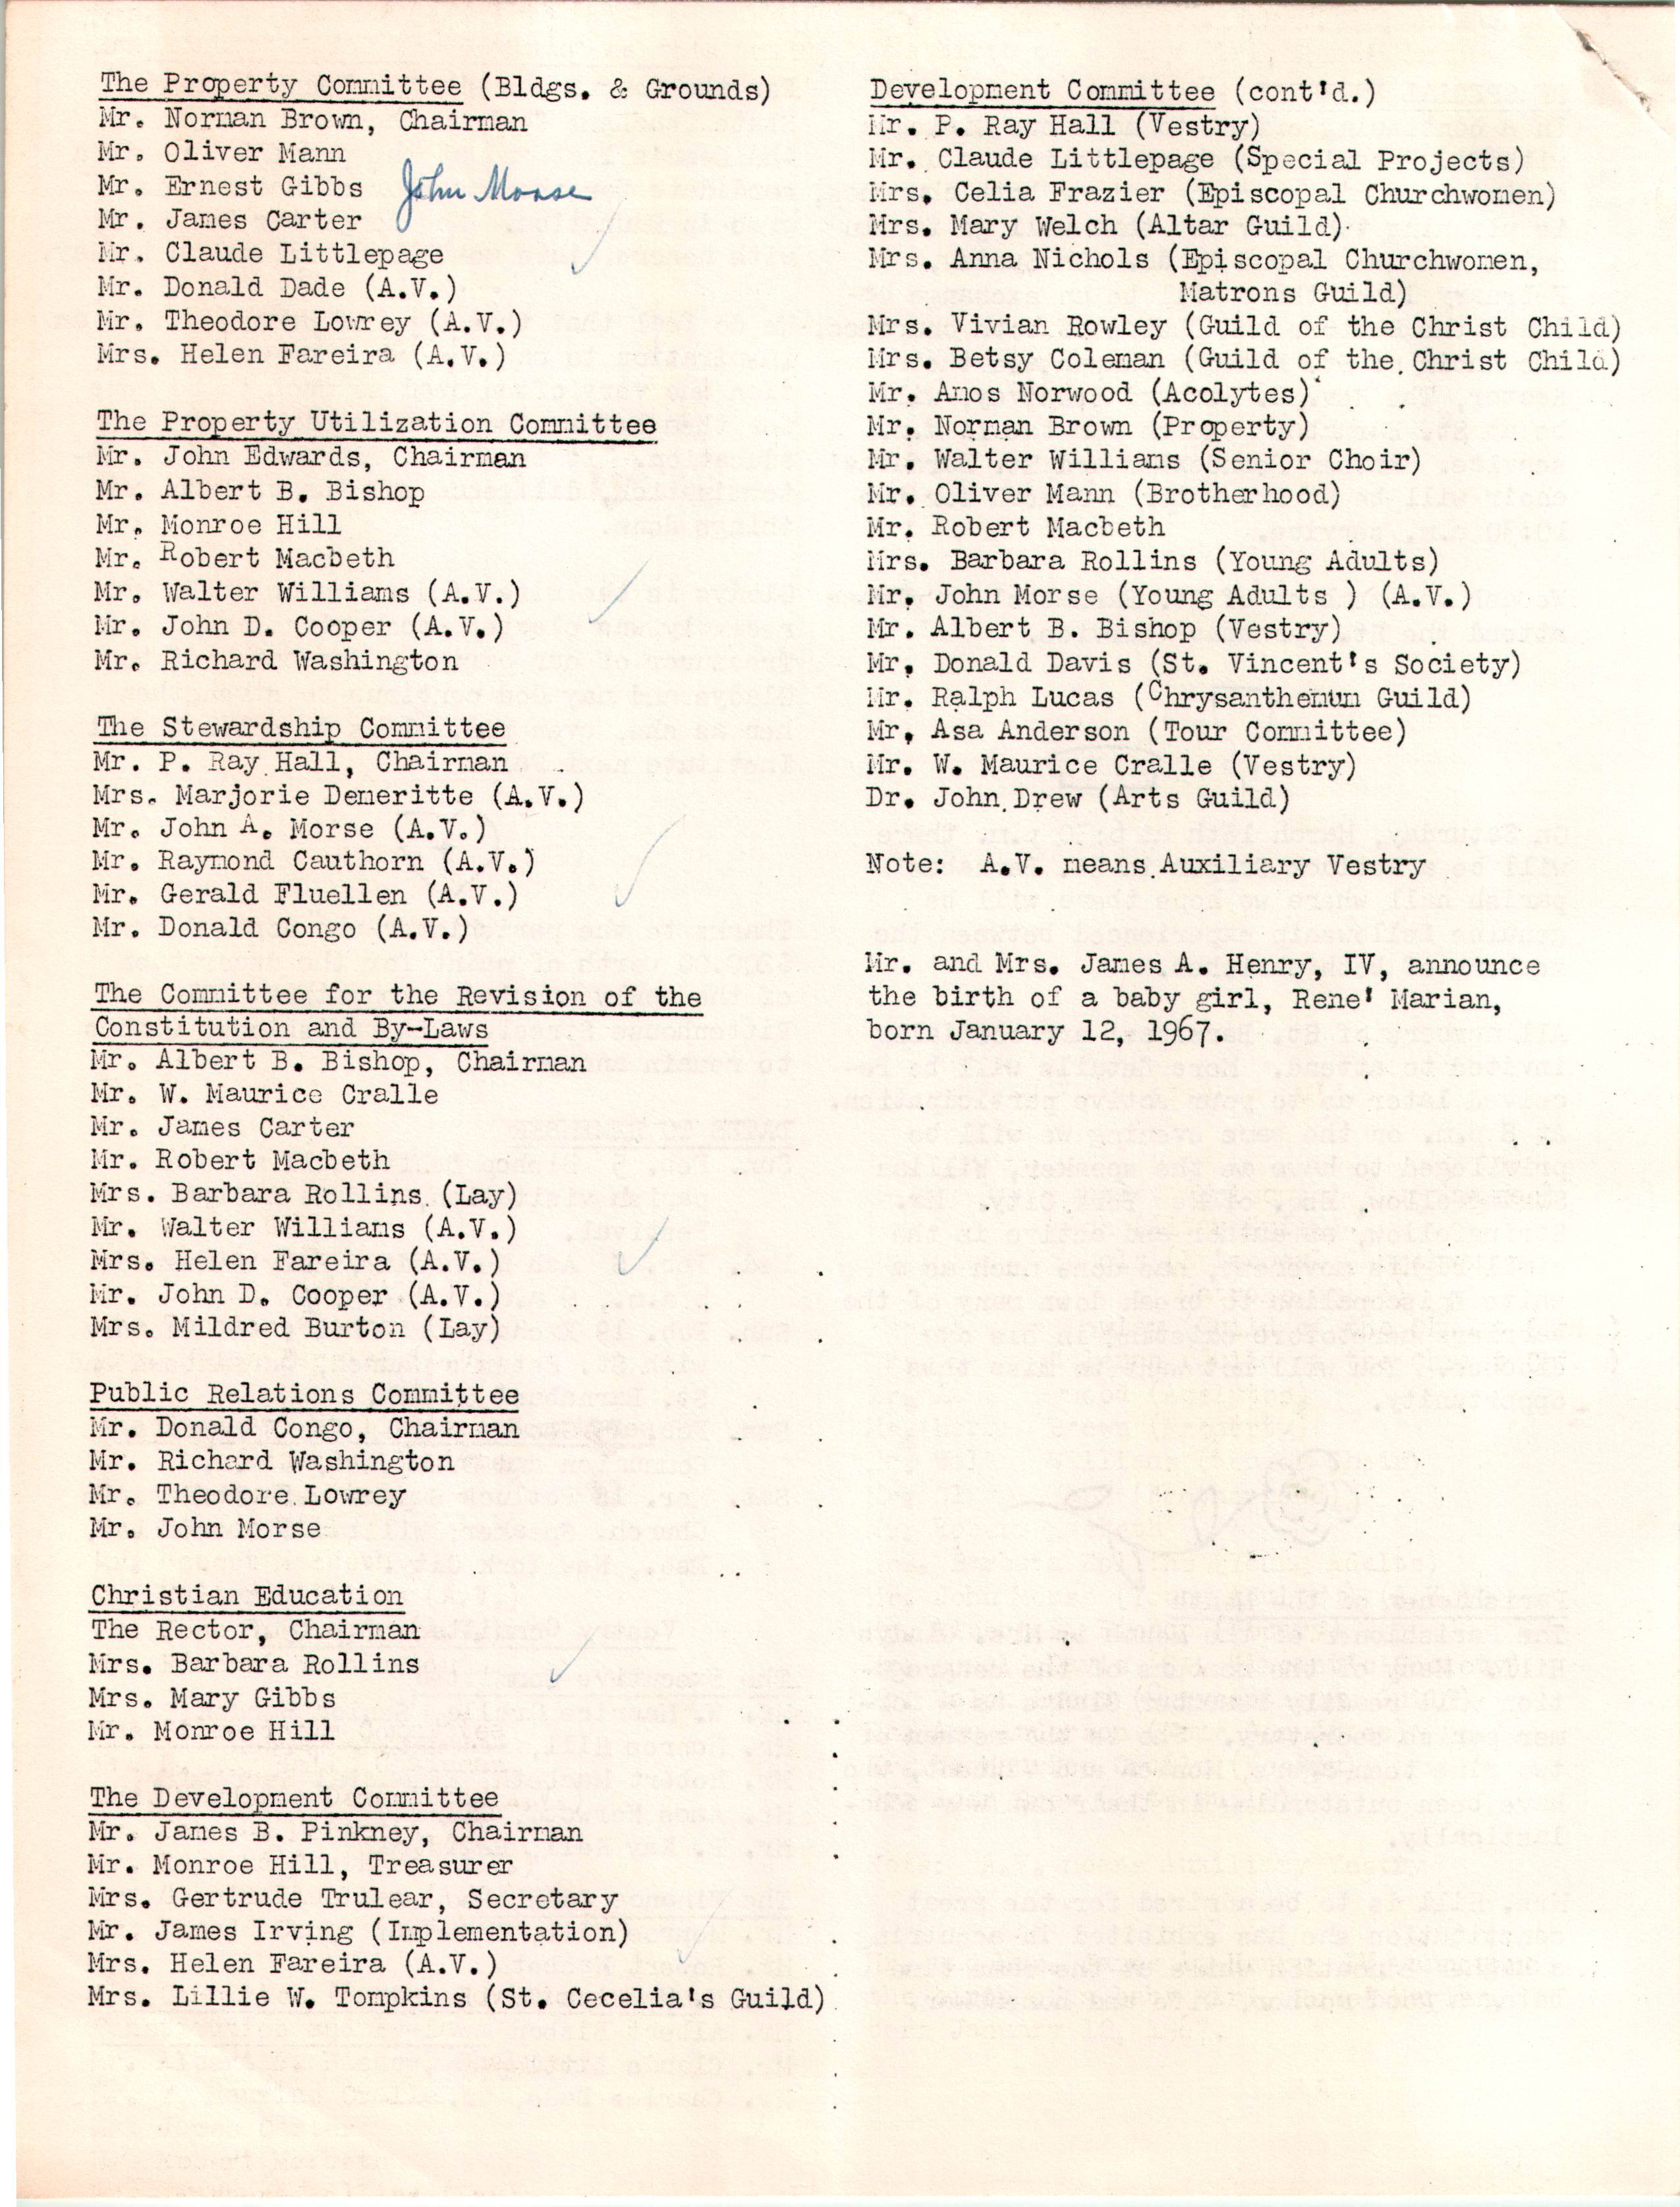 The Property Committee (Bldgs. & Grounds)
Mr. Norman Brown, Chairman
Mr. Oliver Mann
Mr. Ernest Gibbs John Moase
Mr. James Carter
Mr. Claude Littlepage
Mr. Donald Dade (A.V.)
Mr. Theodore Lowrey (A.V.)
Mrs. Helen Fareira (A.V.)
The Property Utilization Committee
Mr. John Edwards, Chairman
Mr. Albert B. Bishop
Mr. Monroe Hill
Mr. Robert Macbeth
Mr. Walter Williams (A.V.)
Mr. John D. Cooper (A.V.)
Mr. Richard Washington
The Stewardship Committee
Mr. P. Ray Hall, Chairman
Mrs. Marjorie Demeritte (A.V.)
Mr. John A. Morse (A.V.)
Mr. Raymond Cauthorn (A.V.)
Mr. Gerald Fluellen (A.V.)
Mr. Donald Congo (A.V.)
The Committee for the Revision of the
Constitution and By-Laws
Mr. Albert B. Bishop, Chairman
Mr. W. Maurice Cralle
Mr. James Carter
Mr. Robert Macbeth
Mrs. Barbara Rollins (Lay)
Mr. Walter Williams (A.V.)
Mrs. Helen Fareira (A.V.)
Mr. John D. Cooper (A.V.)
Mrs. Mildred Burton (Lay)
Public Relations Committee
Mr. Donald Congo, Chairman
Mr. Richard Washington
Mr. Theodore Lowrey
Mr. John Morse
Christian Education
The Rector, Chairman
Mrs. Barbara Rollins
Mrs. Mary Gibbs
Mr. Monroe Hill
The Development Committee
Mr. James B. Pinkney, Chairman
Mr. Monroe Hill, Treasurer
Mrs. Gertrude Trulear, Secretary
Mr. James Irving (Implementation)
Mrs. Helen Fareira (A.V.)
Mrs. Lillie W. Tompkins (St. Cecelia's Guild)
Development Committee (cont'd.)
Mr. P. Ray Hall (Vestry)
Mr. Claude Littlepage (Special Projects)
Mrs. Celia Frazier (Episcopal Churchwomen)
Mrs. Mary Welch (Altar Guild)
Mrs. Anna Nichols (Episcopal Churchwomen,
Matrons Guild)
Mrs. Vivian Rowley (Guild of the Christ Child)
Mrs. Betsy Coleman (Guild of the Christ Child)
Mr. Amos Norwood (Acolytes)
Mr. Norman Brown (Property)
Mr. Walter Williams (Senior Choir)
Mr. Oliver Mann (Brotherhood)
Mr. Robert Macbeth
Mrs. Barbara Rollins (Young Adults)
Mr. John Morse (Young Adults ) (A.V.)
Mr. Albert B. Bishop (Vestry)
Mr. Donald Davis (St. Vincent's Society)
Mr. Ralph Lucas (Chrysanthemum Guild)
Mr. Asa Anderson (Tour Committee)
Mr. W. Maurice Cralle (Vestry)
Dr. John Drew (Arts Guild)
Note: A.V. means Auxiliary Vestry
Mr. and Mrs. James A. Henry, IV, announce
the birth of a baby girl, Rene' Marian,
born January 12, 1967.